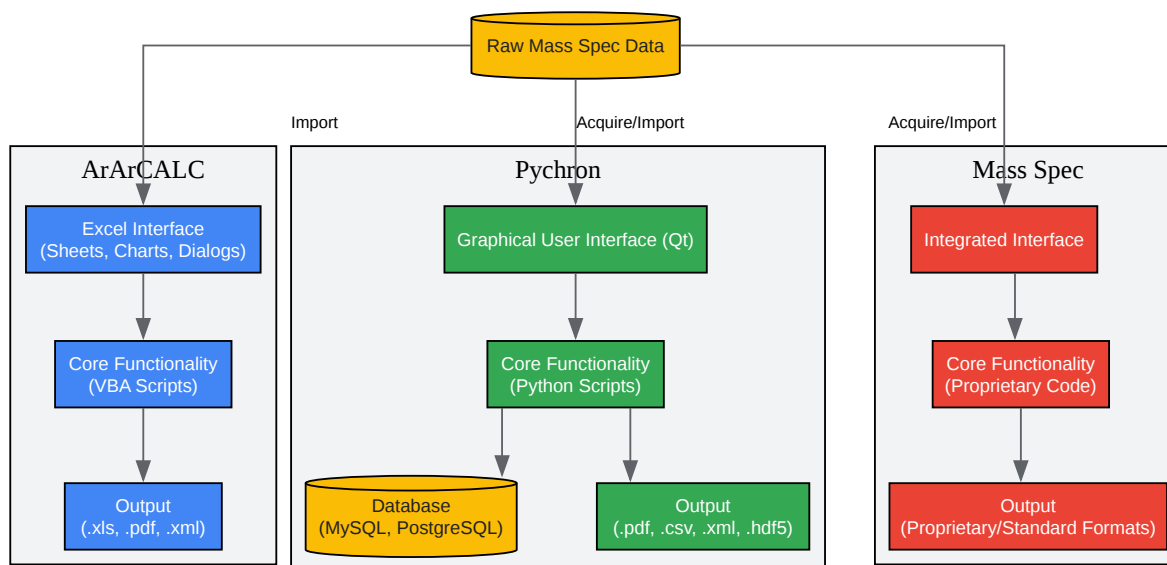 Raw Mass Spec Data
Import
Acquire/Import
Acquire/Import
ArArCALC
Excel Interface
(Sheets, Charts, Dialogs)
Core Functionality
(VBA Scripts)
Output
(.xls, .pdf, .xml)
Pychron
Graphical User Interface (Qt)
Core Functionality
(Python Scripts)
Database
(MySQL, PostgreSQL)
Output
(.pdf, .csv, .xml, .hdf5)
Mass Spec
Integrated Interface
Core Functionality
(Proprietary Code)
Output
(Proprietary/Standard Formats)